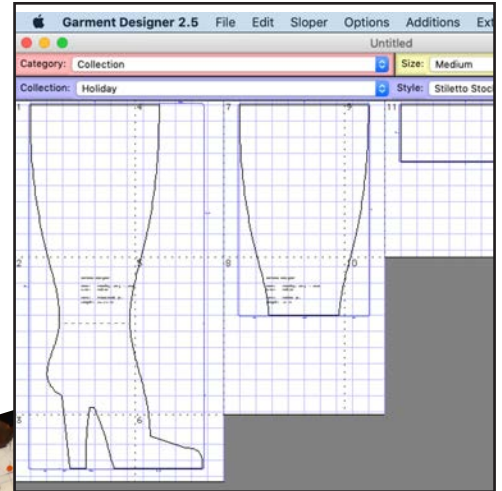 Garment Designer 2.5 File Edit Sloper Options Additions Ext
Untitled
Category: Collection Size: Medium
Collection: Holiday Style: Stiletto Stoc
1 4 7 9 11
2 5 8 10
3 6